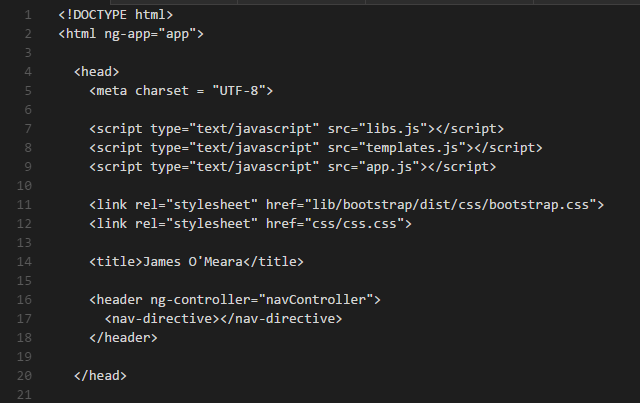 1 <!DOCTYPE html>
2 <html ng-app="app">
3
4 <head>
5 <meta charset = "UTF-8">
6
7 <script type="text/javascript" src="libs.js"></script>
8 <script type="text/javascript" src="templates.js"></script>
9 <script type="text/javascript" src="app.js"></script>
10
11 <link rel="stylesheet" href="lib/bootstrap/dist/css/bootstrap.css">
12 <link rel="stylesheet" href="css/css.css">
13
14 <title>James O'Meara</title>
15
16 <header ng-controller="navController">
17 <nav-directive></nav-directive>
18 </header>
19
20 </head>
21